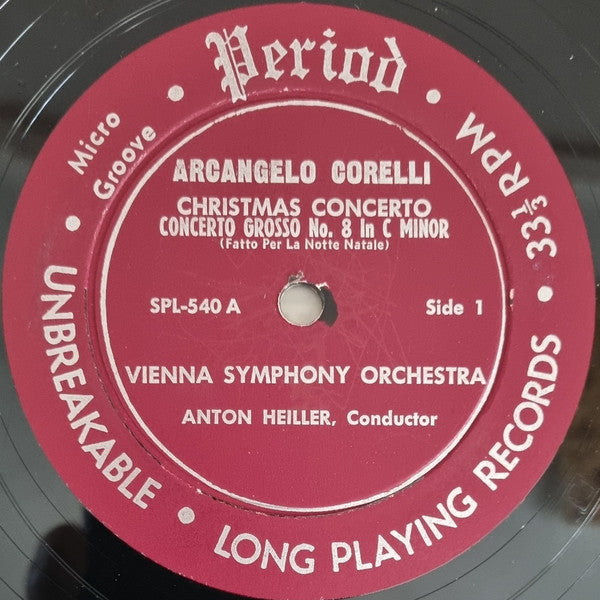 Period
Micro
Groove
33⅓ RPM
ARCANGELO CORELLI
CHRISTMAS CONCERTO
CONCERTO GROSSO No. 8 In C MINOR
(Fatto Per La Notte Natale)
SPL-540 A
Side 1
VIENNA SYMPHONY ORCHESTRA
ANTON HEILLER, Conductor
UNBREAKABLE • LONG PLAYING RECORDS